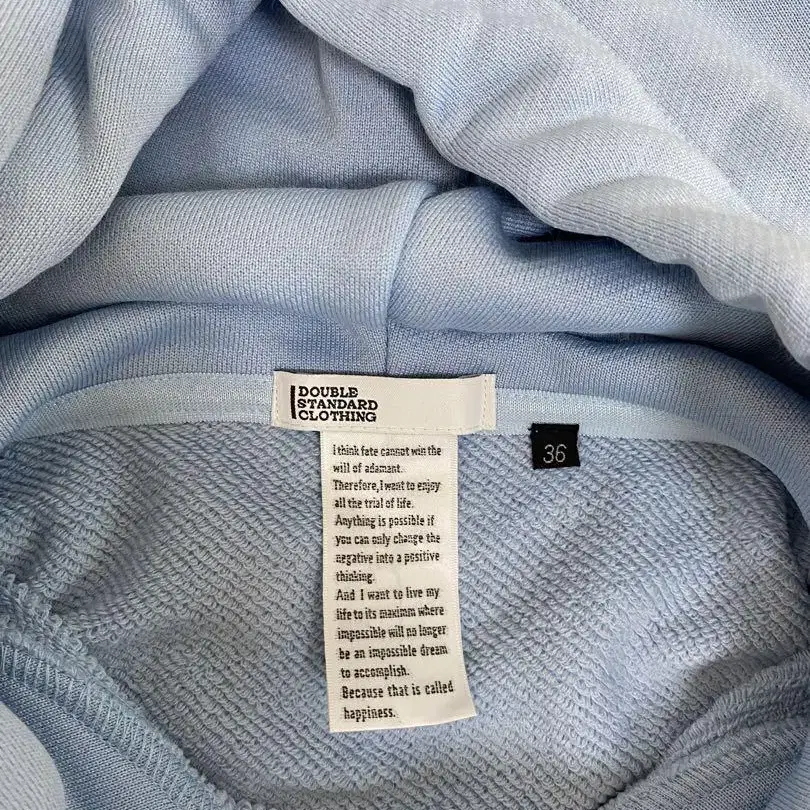 DOUBLE
STANDARD
CLOTHING
36
I think fate cannot win the
will of adamant.
Therefore, I want to enjoy
all the trial of life.
Anything is possible if
you can only change the
negative into a positive
thinking.
And I want to live my
life to its maximm where
impossible will no longer
be an impossible dream
to accomplish.
Because that is called
happiness.